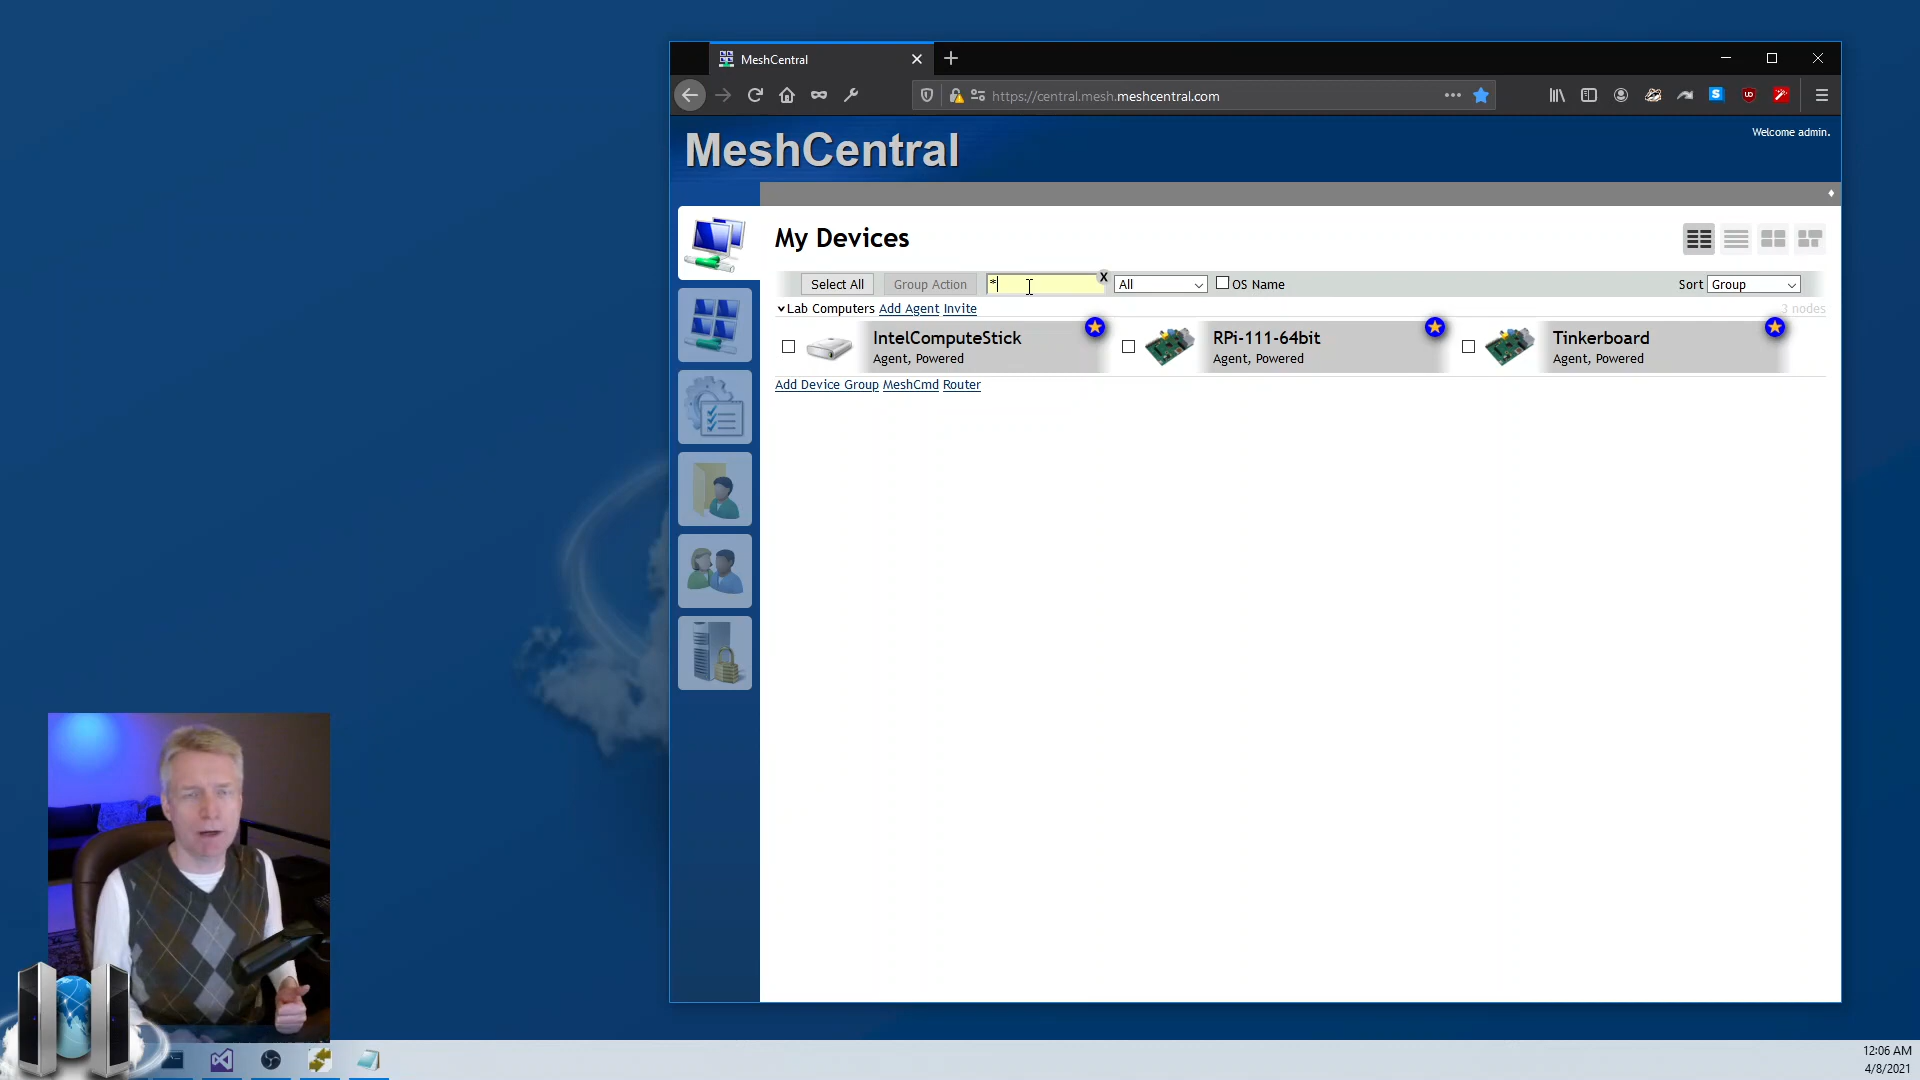 MeshCentral
https://central.mesh.meshcentral.com
MeshCentral
Welcome admin.
My Devices
Select All
Group Action
*
X
All
OS Name
Sort
Group
Lab Computers Add Agent Invite
3 nodes
IntelComputeStick
Agent, Powered
RPi-111-64bit
Agent, Powered
Tinkerboard
Agent, Powered
Add Device Group MeshCmd Router
12:06 AM
4/8/2021